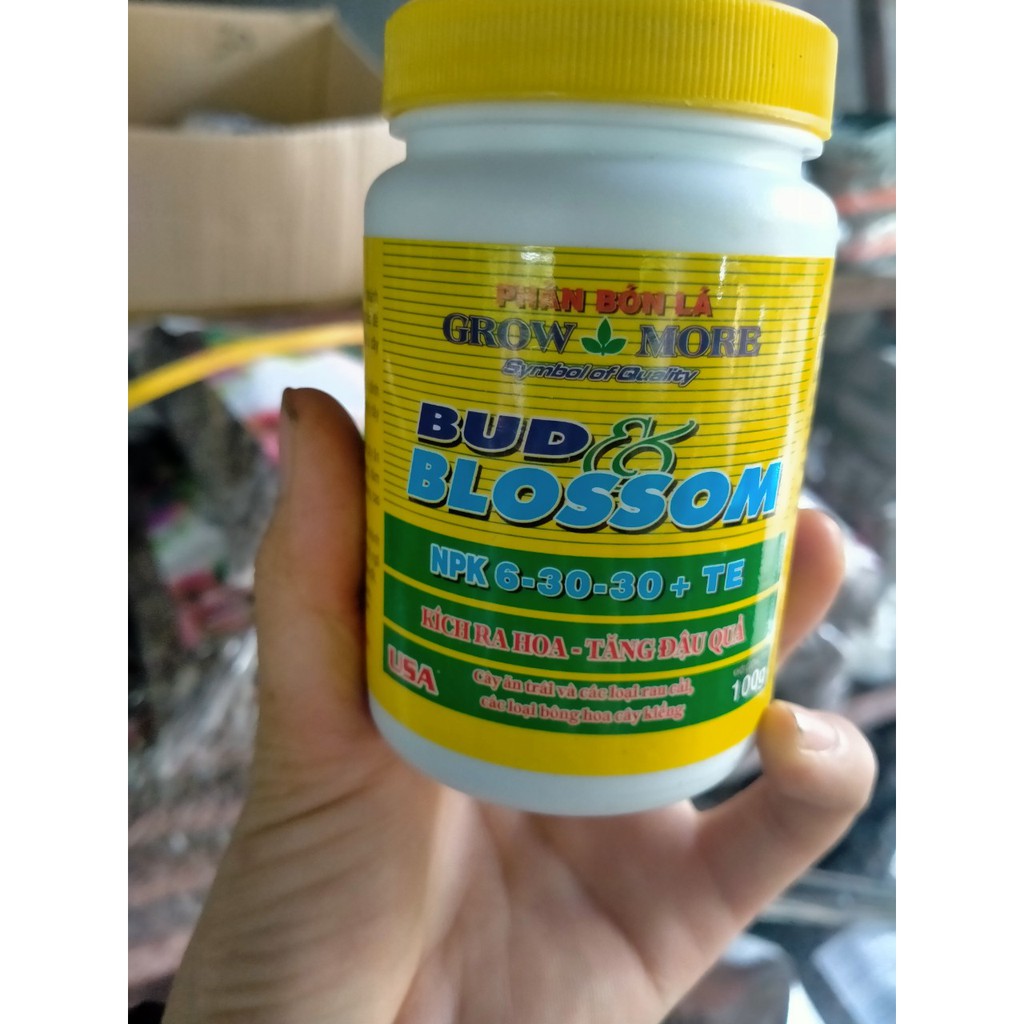 PHÂN BÓN LÁ
GROW MORE
Symbol of Quality
BUD &
BLOSSOM
NPK 6-30-30 + TE
KÍCH RA HOA - TĂNG ĐẬU QUẢ
USA
Cây ăn trái và các loại rau cải,
các loại bông hoa cây kiểng
100g